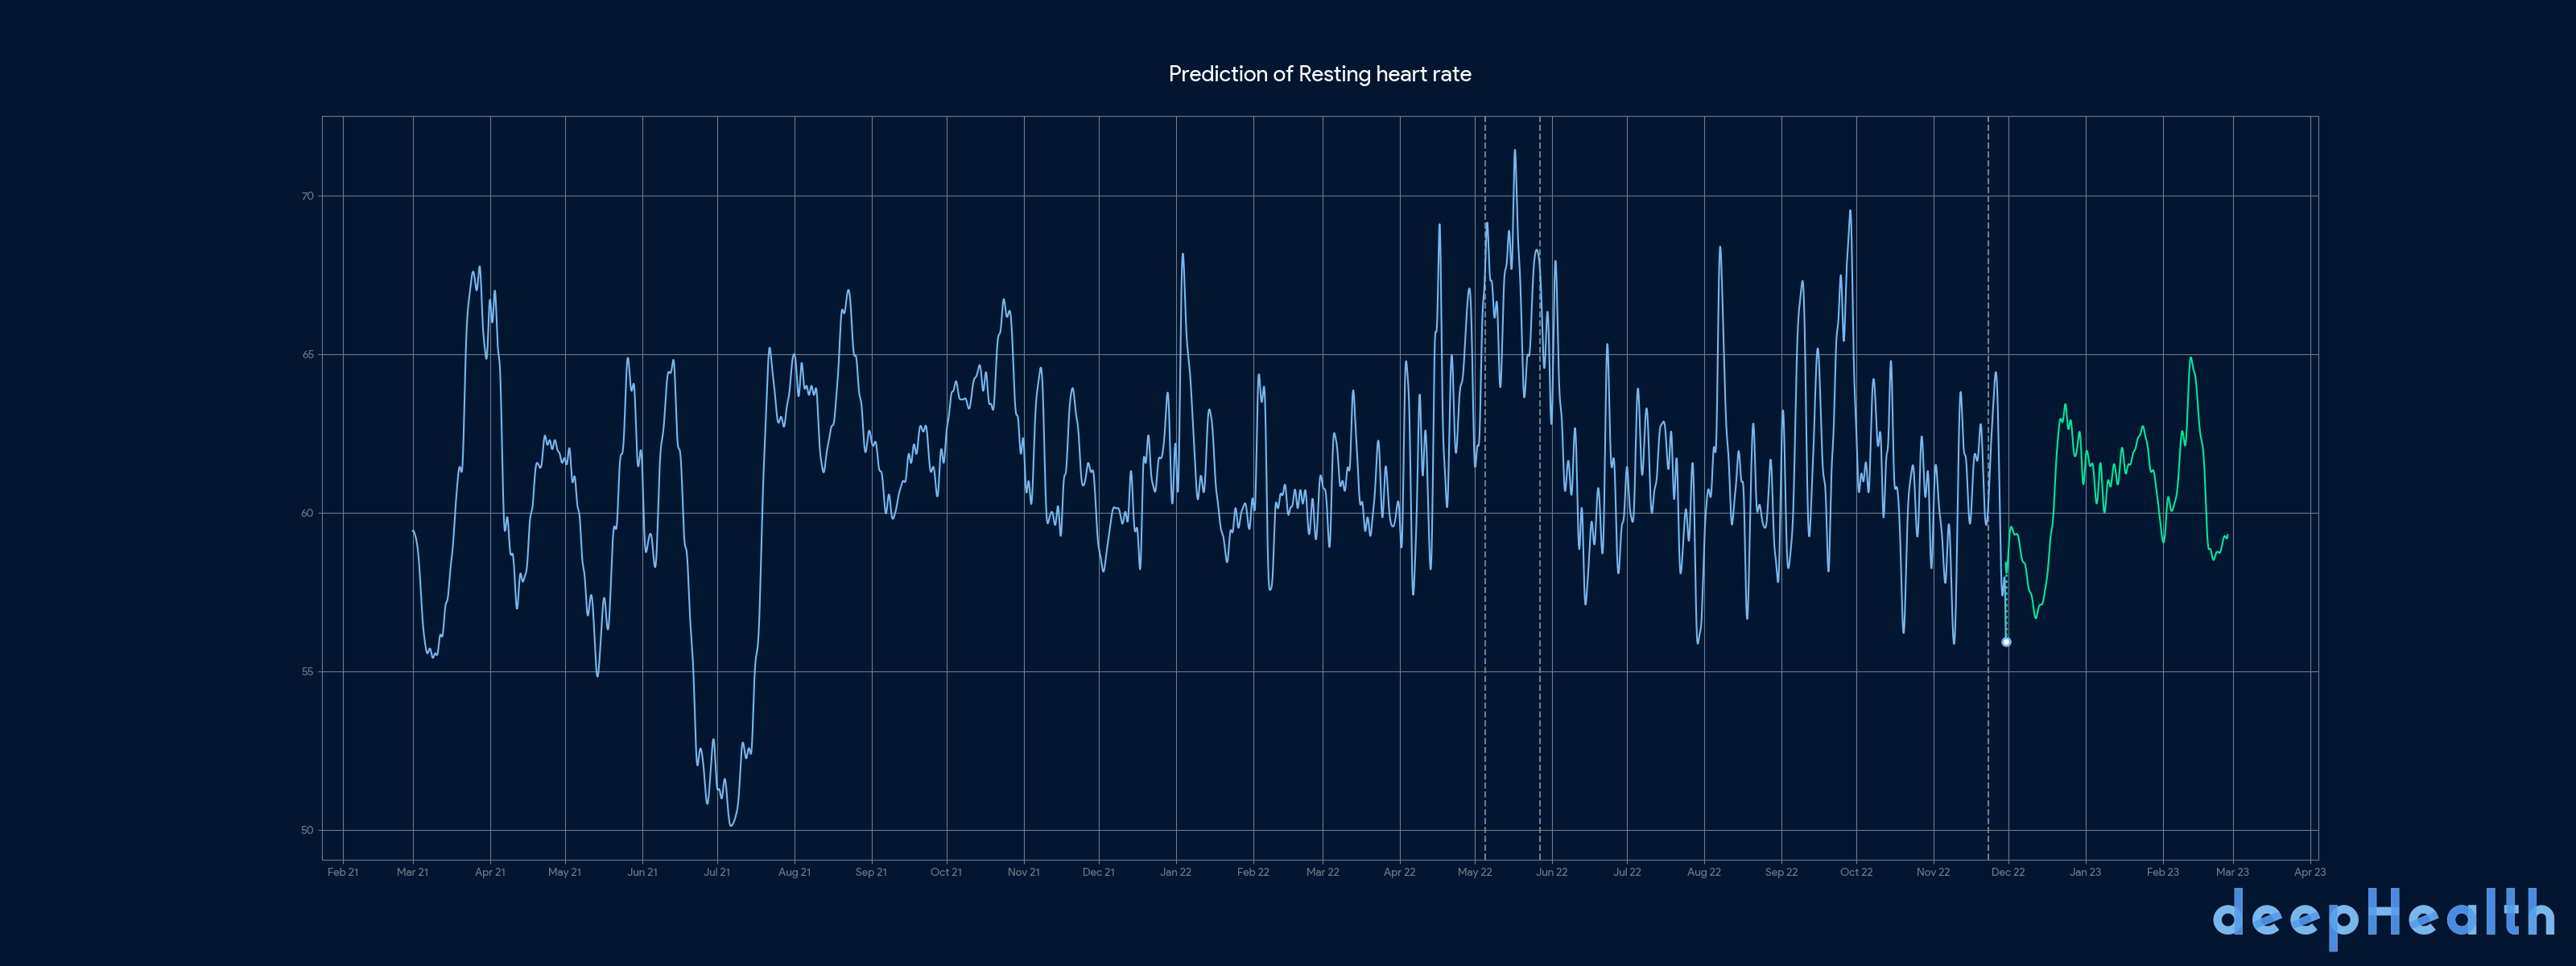 Prediction of Resting heart rate
70
65
60
55
50
Feb 21 Mar 21 Apr 21 May 21 Jun 21 Jul 21 Aug 21 Sep 21 Oct 21 Nov 21 Dec 21 Jan 22 Feb 22 Mar 22 Apr 22 May 22 Jun 22 Jul 22 Aug 22 Sep 22 Oct 22 Nov 22 Dec 22 Jan 23 Feb 23 Mar 23 Apr 23
deepHealth